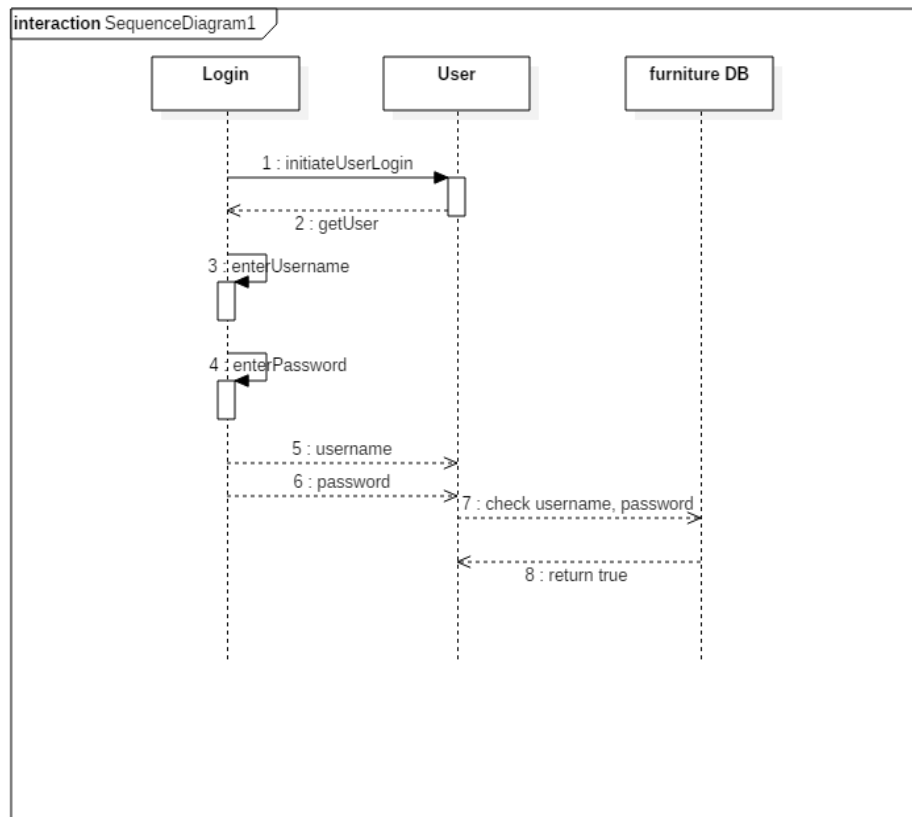 interaction SequenceDiagram1
Login
User
furniture DB
1 : initiateUserLogin
2 : getUser
3 : enterUsername
4 : enterPassword
5 : username
6 : password
7 : check username, password
8 : return true